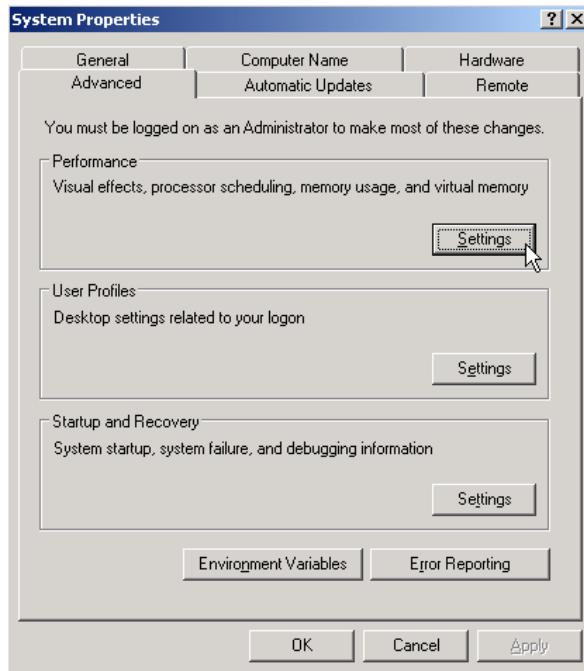 System Properties
General Computer Name Hardware
Advanced Automatic Updates Remote
You must be logged on as an Administrator to make most of these changes.
Performance
Visual effects, processor scheduling, memory usage, and virtual memory
Settings
User Profiles
Desktop settings related to your logon
Settings
Startup and Recovery
System startup, system failure, and debugging information
Settings
Environment Variables Error Reporting
OK Cancel Apply